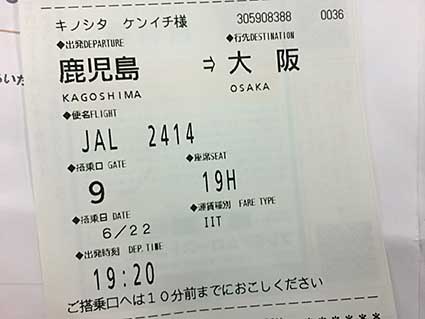 キノシタ ケンイチ様 305908388 0036
◆出発DEPARTURE ◆行先DESTINATION
鹿児島 ⇒ 大阪
KAGOSHIMA OSAKA
◆便名FLIGHT
JAL 2414
◆搭乗口 GATE ◆座席SEAT
9 19H
◆搭乗日 DATE ◆運賃種別 FARE TYPE
6/22 IIT
◆出発時刻 DEP.TIME
19:20
ご搭乗口へは10分前までにおこしください